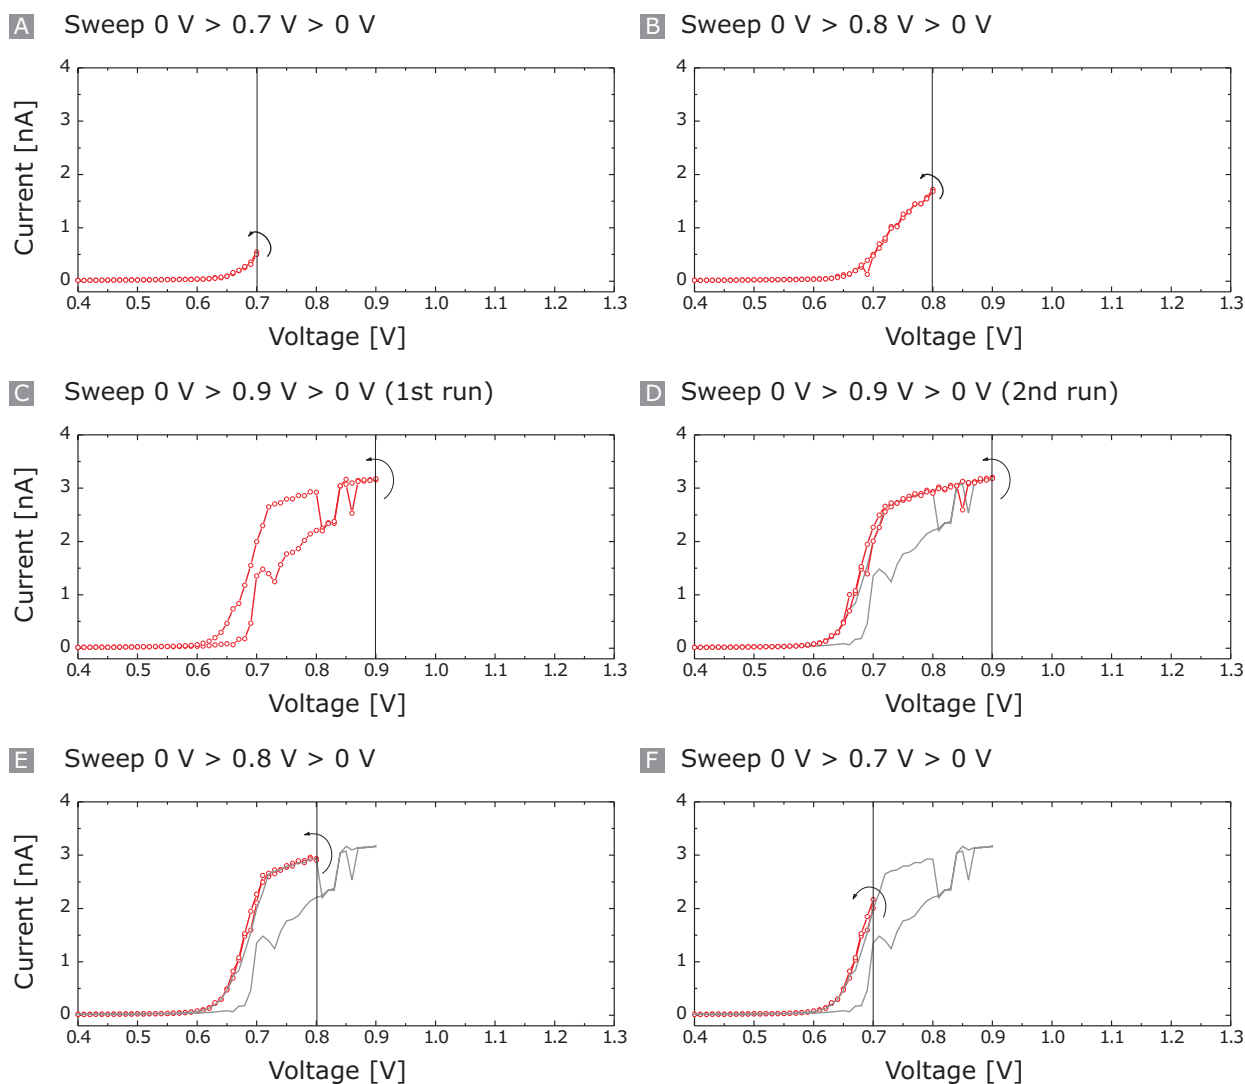 A Sweep 0 V > 0.7 V > 0 V
Current [nA]
4
3
2
1
0
0.4 0.5 0.6 0.7 0.8 0.9 1.0 1.1 1.2 1.3
Voltage [V]
B Sweep 0 V > 0.8 V > 0 V
4
3
2
1
0
0.4 0.5 0.6 0.7 0.8 0.9 1.0 1.1 1.2 1.3
Voltage [V]
C Sweep 0 V > 0.9 V > 0 V (1st run)
Current [nA]
4
3
2
1
0
0.4 0.5 0.6 0.7 0.8 0.9 1.0 1.1 1.2 1.3
Voltage [V]
D Sweep 0 V > 0.9 V > 0 V (2nd run)
4
3
2
1
0
0.4 0.5 0.6 0.7 0.8 0.9 1.0 1.1 1.2 1.3
Voltage [V]
E Sweep 0 V > 0.8 V > 0 V
Current [nA]
4
3
2
1
0
0.4 0.5 0.6 0.7 0.8 0.9 1.0 1.1 1.2 1.3
Voltage [V]
F Sweep 0 V > 0.7 V > 0 V
4
3
2
1
0
0.4 0.5 0.6 0.7 0.8 0.9 1.0 1.1 1.2 1.3
Voltage [V]